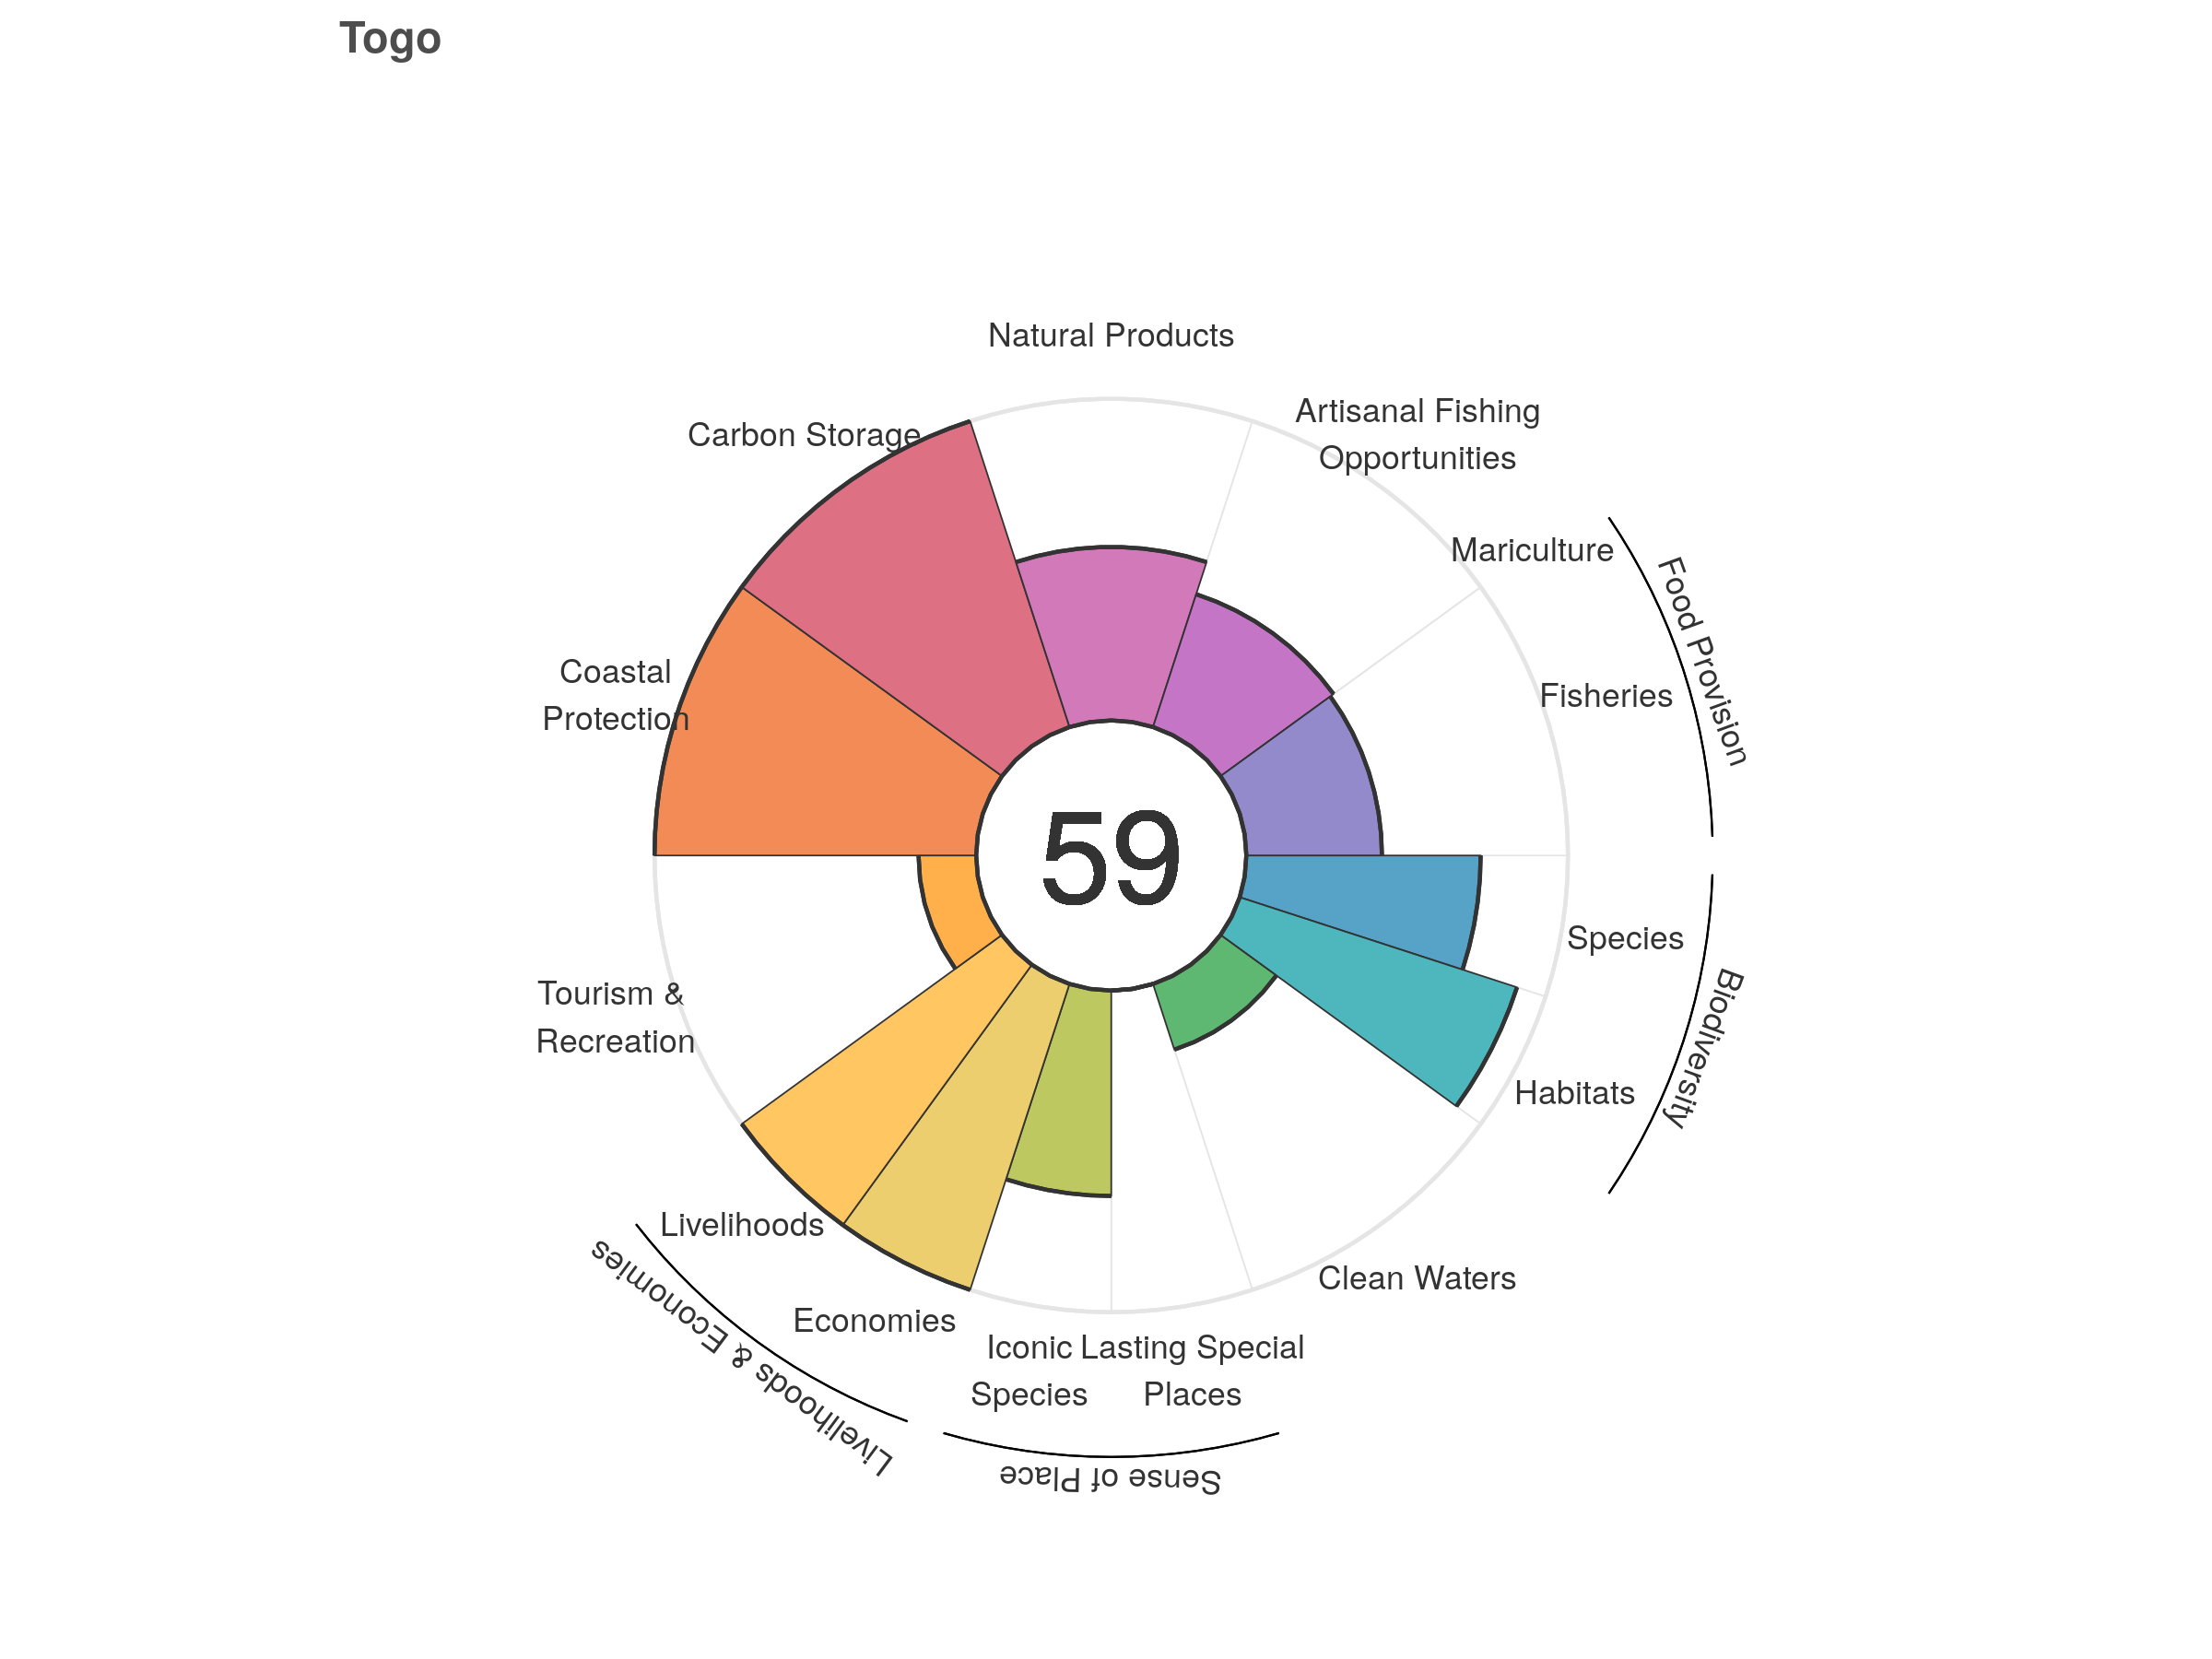 Togo
Natural Products
Artisanal Fishing
Opportunities
Carbon Storage
Mariculture
Food Provision
Fisheries
Coastal
Protection
59
Species
Biodiversity
Tourism &
Recreation
Habitats
Livelihoods
Clean Waters
Livelihoods & Economies
Economies
Iconic
Species
Lasting Special
Places
Sense of Place